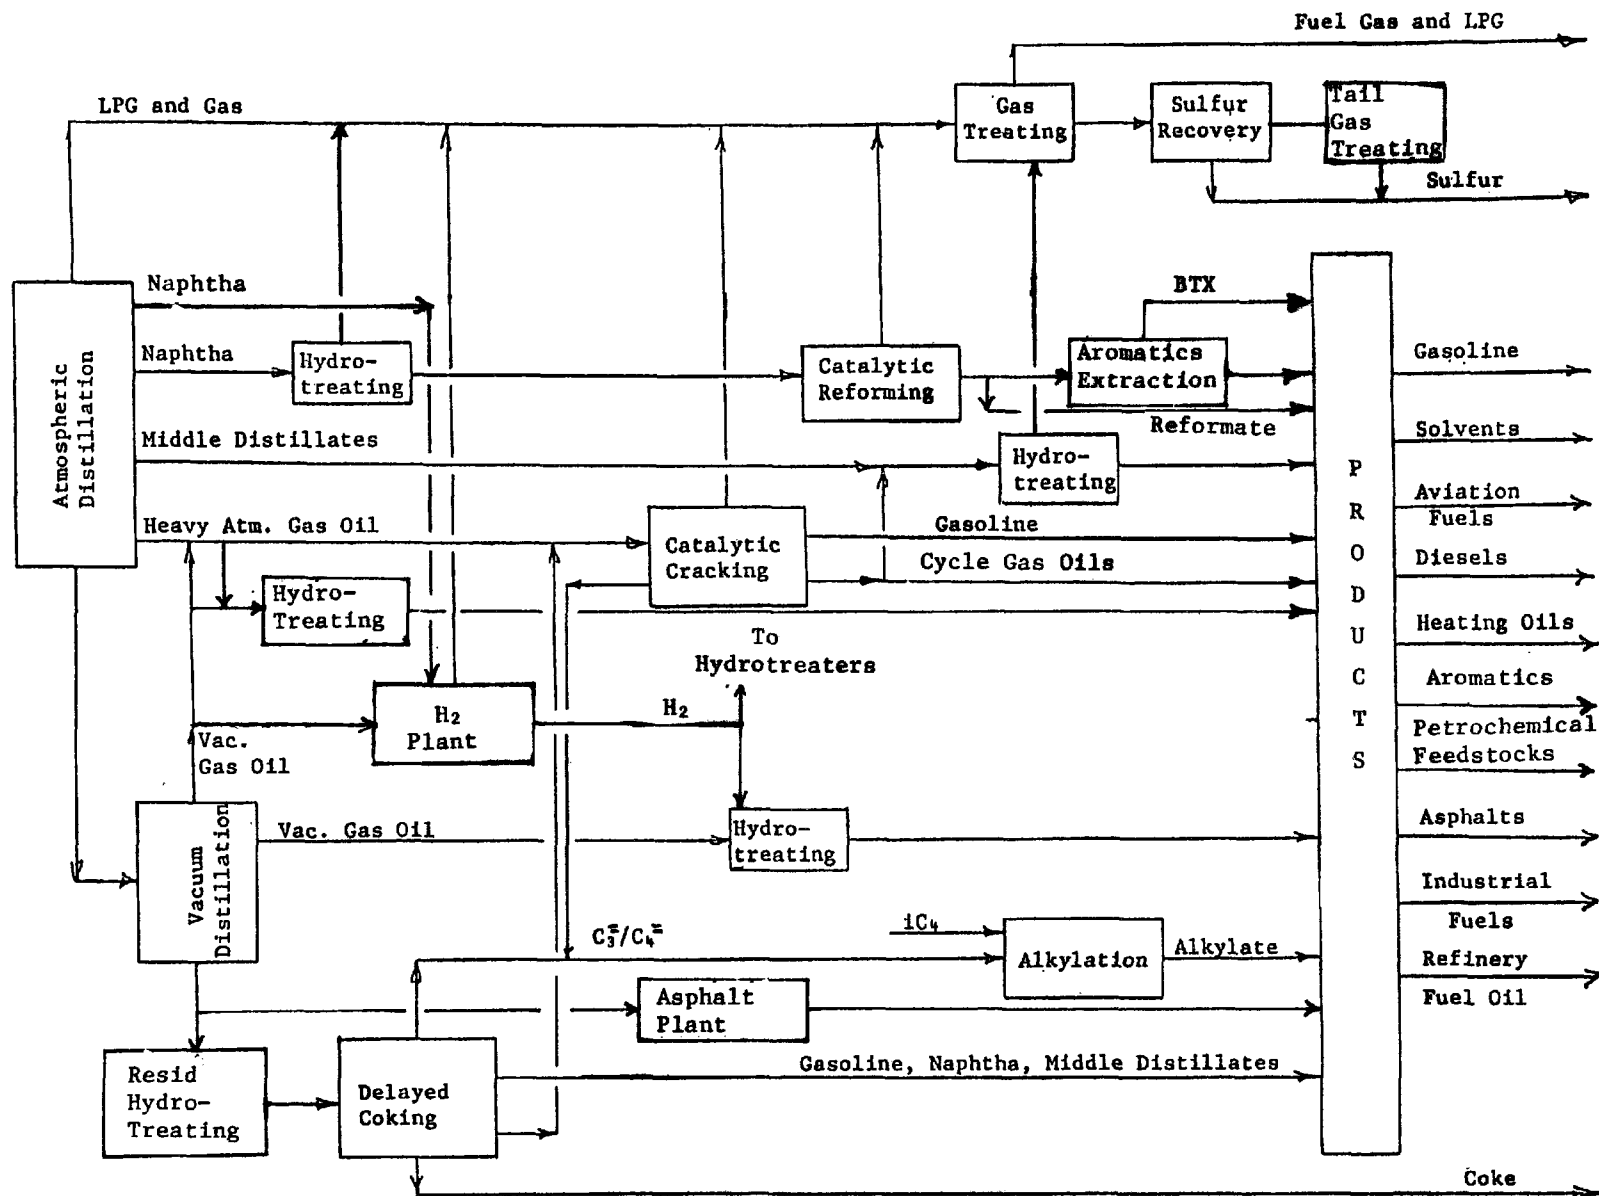 Fuel Gas and LPG
LPG and Gas
Gas
Treating
Sulfur
Recovery
Tail
Gas
Treating
Sulfur
Atmospheric
Distillation
Naphtha
BTX
Naphtha
Hydro-
treating
Catalytic
Reforming
Aromatics
Extraction
Gasoline
Reformate
Middle Distillates
Hydro-
treating
Solvents
PRODUCTS
Heavy Atm. Gas Oil
Catalytic
Cracking
Gasoline
Cycle Gas Oils
Aviation
Fuels
Diesels
Hydro-
Treating
To
Hydrotreaters
Heating Oils
H2
Plant
H2
Aromatics
Petrochemical
Feedstocks
Vac.
Gas Oil
Vacuum
Distillation
Vac. Gas Oil
Hydro-
treating
Asphalts
Industrial
Fuels
C3=/C4=
iC4
Alkylation
Alkylate
Refinery
Fuel Oil
Asphalt
Plant
Resid
Hydro-
Treating
Delayed
Coking
Gasoline, Naphtha, Middle Distillates
Coke